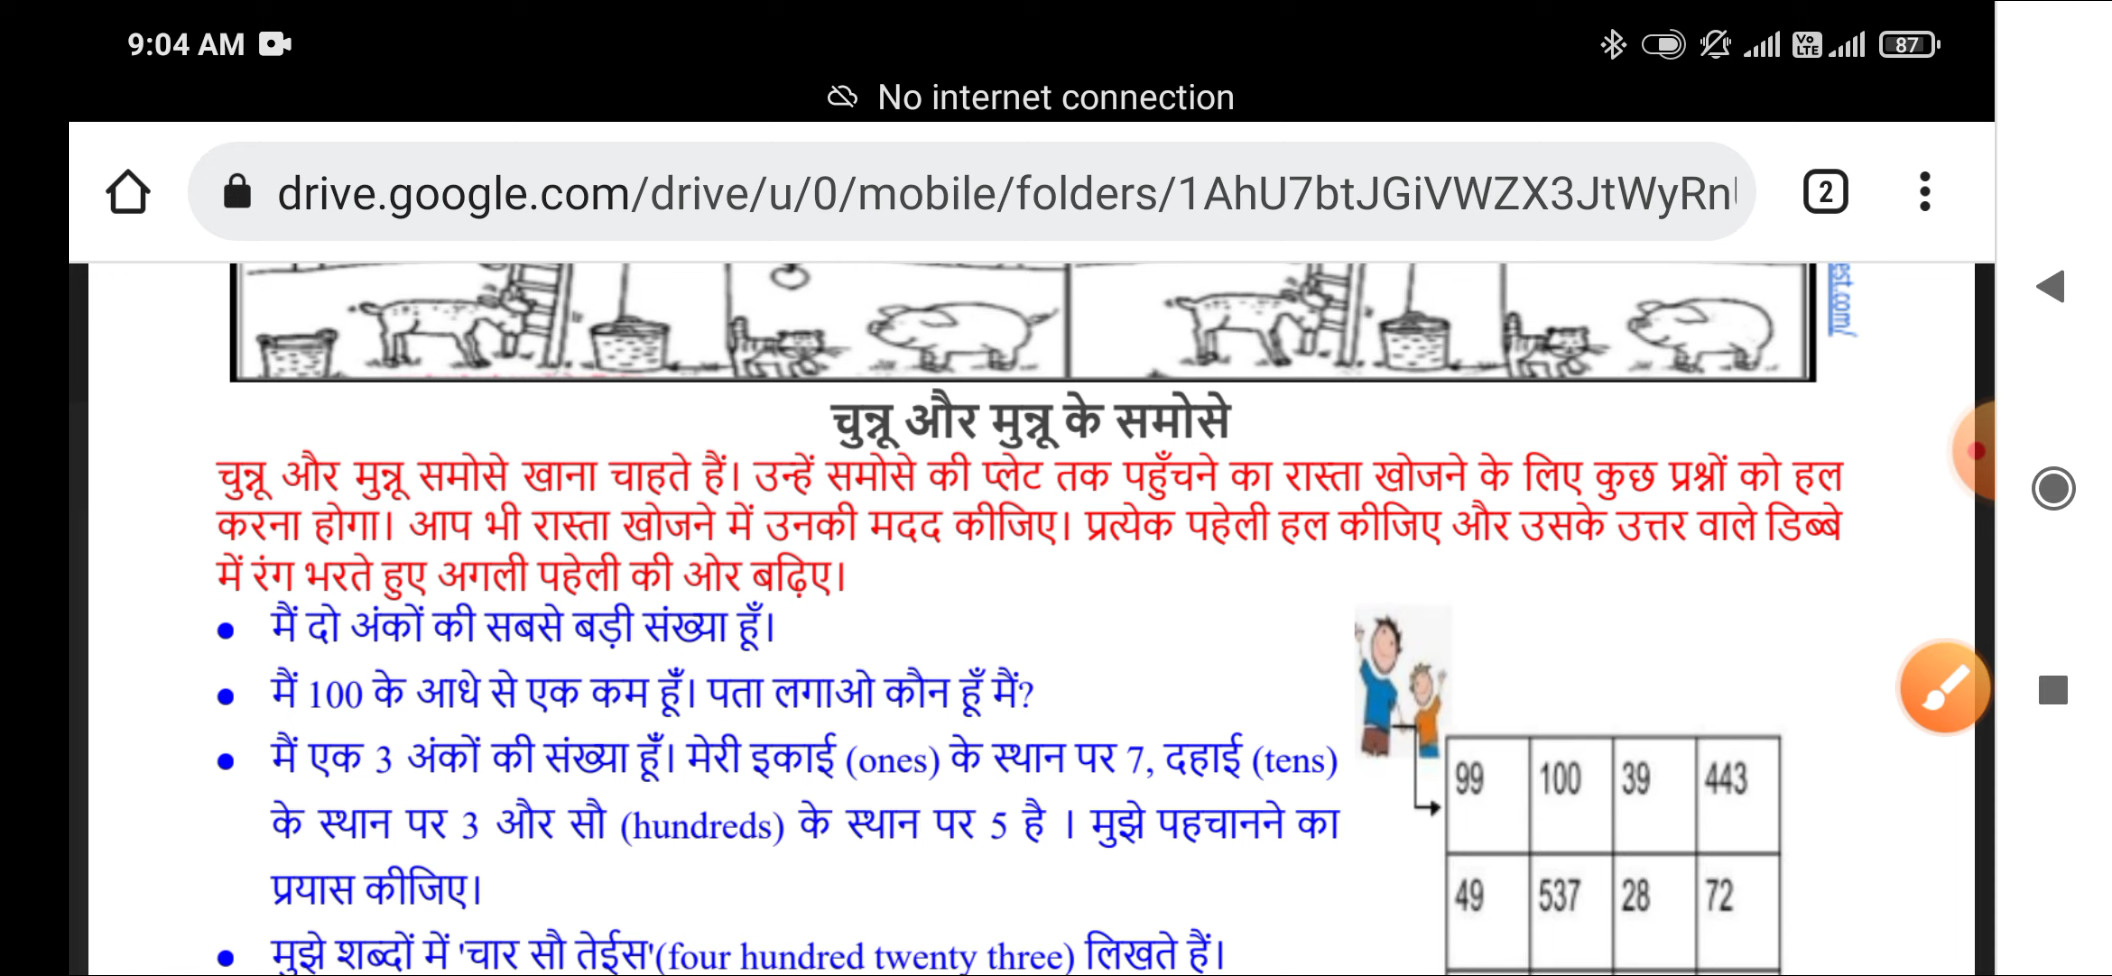 9:04 AM
87
No internet connection
drive.google.com/drive/u/0/mobile/folders/1AhU7btJGiVWZX3JtWyRn
2
est.com/
चुन्नू और मुन्नू के समोसे
चुन्नू और मुन्नू समोसे खाना चाहते हैं। उन्हें समोसे की प्लेट तक पहुँचने का रास्ता खोजने के लिए कुछ प्रश्नों को हल
करना होगा। आप भी रास्ता खोजने में उनकी मदद कीजिए। प्रत्येक पहेली हल कीजिए और उसके उत्तर वाले डिब्बे
में रंग भरते हुए अगली पहेली की ओर बढ़िए।
• मैं दो अंकों की सबसे बड़ी संख्या हूँ।
• मैं 100 के आधे से एक कम हूँ। पता लगाओ कौन हूँ मैं?
• मैं एक 3 अंकों की संख्या हूँ। मेरी इकाई (ones) के स्थान पर 7, दहाई (tens)
के स्थान पर 3 और सौ (hundreds) के स्थान पर 5 है । मुझे पहचानने का
प्रयास कीजिए।
• मुझे शब्दों में 'चार सौ तेईस'(four hundred twenty three) लिखते हैं।
99 100 39 443
49 537 28 72